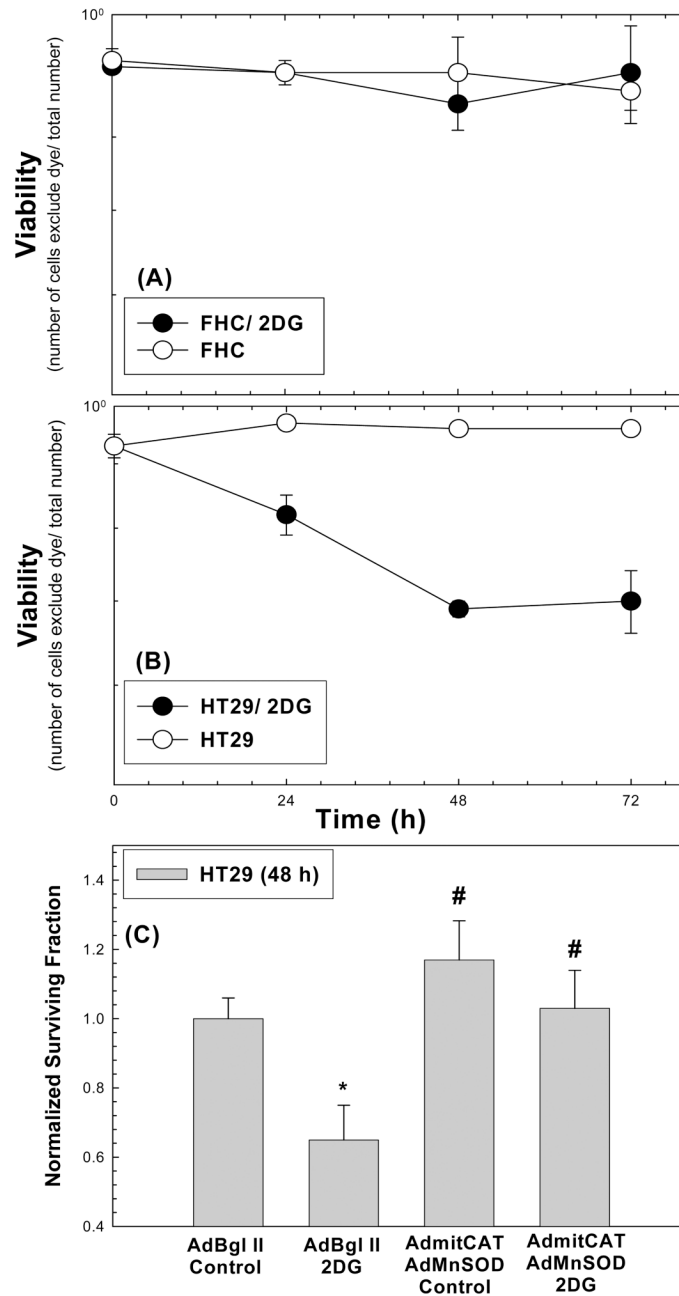 10⁰
Viability
(number of cells exclude dye/ total number)
(A)
FHC/ 2DG
FHC
10⁰
Viability
(number of cells exclude dye/ total number)
(B)
HT29/ 2DG
HT29
0
24
48
72
Time (h)
HT29 (48 h)
(C)
Normalized Surviving Fraction
1.4
1.2
1.0
0.8
0.6
0.4
*
#
#
AdBgl II
Control
AdBgl II
2DG
AdmitCAT
AdMnSOD
Control
AdmitCAT
AdMnSOD
2DG